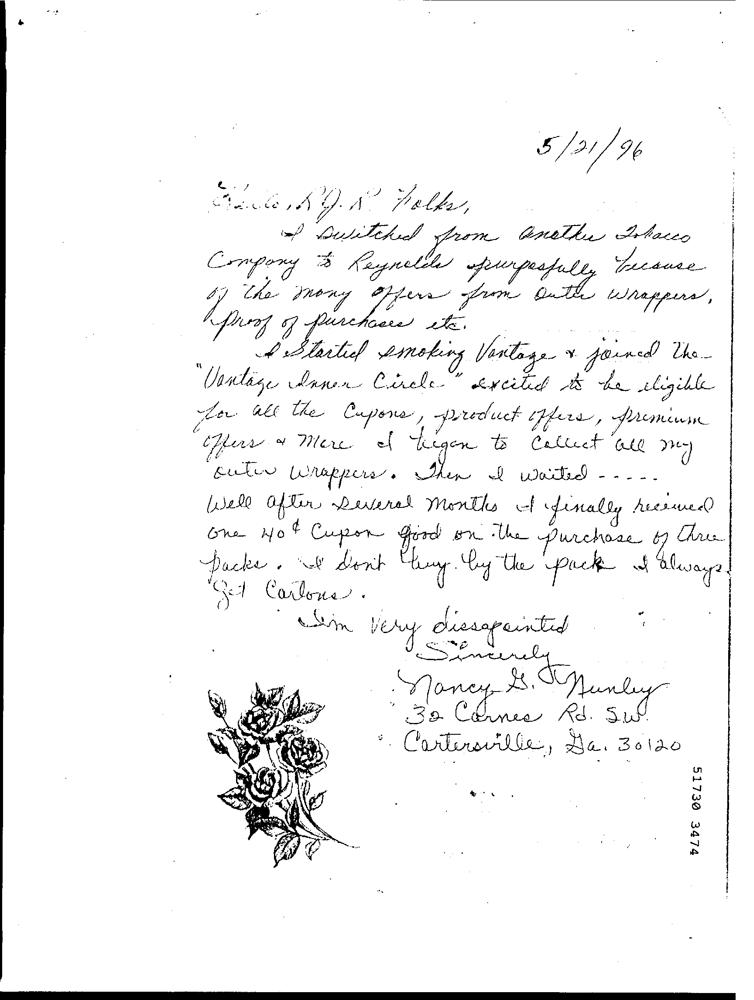 5/21/96
Hello, R.J.R. Folks,
I switched from another Tobacco
Company to Reynolds purposfully because
of the many offers from outer wrappers,
proof of purchases etc.
I started smoking Vantage & joined the
"Vantage Inner Circle" excited to be eligible
for all the Cupons, product offers, premium
offers & more I began to collect all my
outer wrappers. Then I waited - - - - -
Well after several months I finally received
one 40¢ Cupon good on the purchase of three
packs. I don't buy by the pack I always
get Cartons.
I'm very dissapointed
Sincerely
Nancy G. Nunley
32 Carnes Rd. S.W.
Cartersville, Ga. 30120
51730 3474